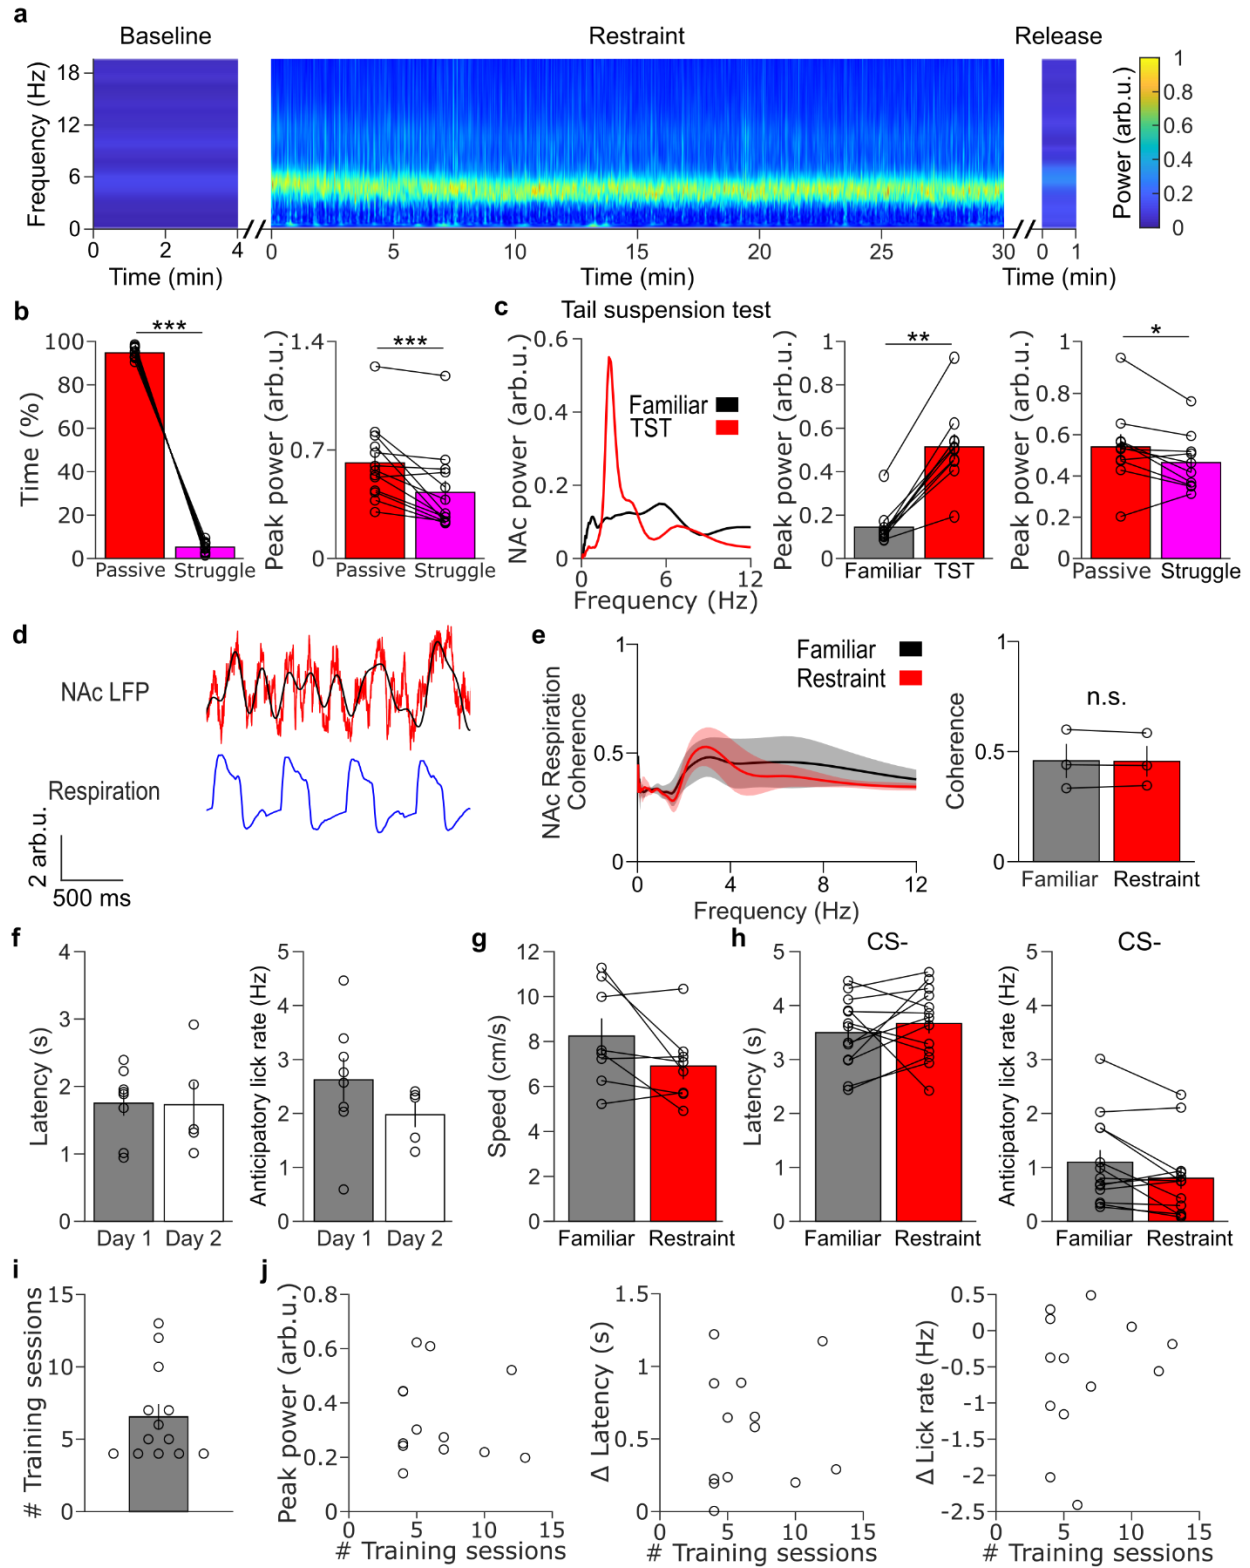 a
Baseline
Restraint
Release
Frequency (Hz)
18
12
6
0
0 2 4
Time (min)
0 5 10 15 20 25 30
Time (min)
0 1
Time (min)
Power (arb.u.)
1
0.8
0.6
0.4
0.2
0
b
Time (%)
100
80
60
40
20
0
***
Passive Struggle
Peak power (arb.u.)
1.4
0.7
0
***
Passive Struggle
c
Tail suspension test
NAc power (arb.u.)
0.6
0.4
0.2
0
Familiar
TST
0 6 12
Frequency (Hz)
Peak power (arb.u.)
1
0.8
0.6
0.4
0.2
0
**
Familiar TST
Peak power (arb.u.)
1
0.8
0.6
0.4
0.2
0
*
Passive Struggle
d
NAc LFP
Respiration
2 arb.u.
500 ms
e
NAc Respiration
Coherence
1
0.5
0
Familiar
Restraint
0 4 8 12
Frequency (Hz)
Coherence
1
0.5
0
n.s.
Familiar Restraint
f
Latency (s)
4
3
2
1
0
Day 1 Day 2
Anticipatory lick rate (Hz)
5
4
3
2
1
0
Day 1 Day 2
g
Speed (cm/s)
12
10
8
6
4
2
0
Familiar Restraint
h
CS-
Latency (s)
5
4
3
2
1
0
Familiar Restraint
CS-
Anticipatory lick rate (Hz)
5
4
3
2
1
0
Familiar Restraint
i
# Training sessions
15
10
5
0
j
Peak power (arb.u.)
0.8
0.6
0.4
0.2
0
0 5 10 15
# Training sessions
Δ Latency (s)
1.5
1
0.5
0
0 5 10 15
# Training sessions
Δ Lick rate (Hz)
0.5
0
-0.5
-1
-1.5
-2
-2.5
0 5 10 15
# Training sessions